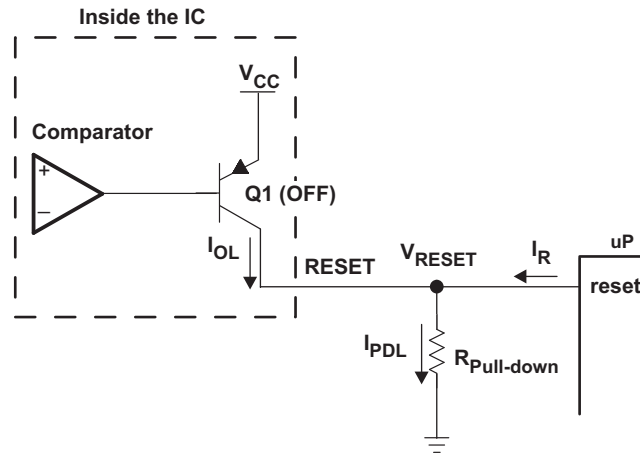 Inside the IC
VCC
Comparator
+
−
Q1 (OFF)
IOL
RESET
VRESET
IR
uP
reset
IPDL
RPull-down